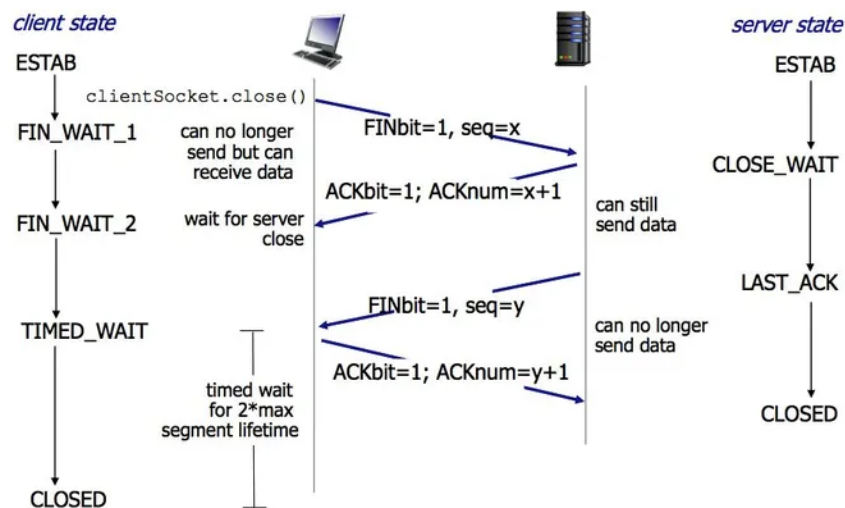 client state
server state
ESTAB
ESTAB
clientSocket.close()
FIN_WAIT_1
can no longer
send but can
receive data
FINbit=1, seq=x
CLOSE_WAIT
ACKbit=1; ACKnum=x+1
FIN_WAIT_2
wait for server
close
can still
send data
LAST_ACK
FINbit=1, seq=y
TIMED_WAIT
can no longer
send data
ACKbit=1; ACKnum=y+1
timed wait
for 2*max
segment lifetime
CLOSED
CLOSED